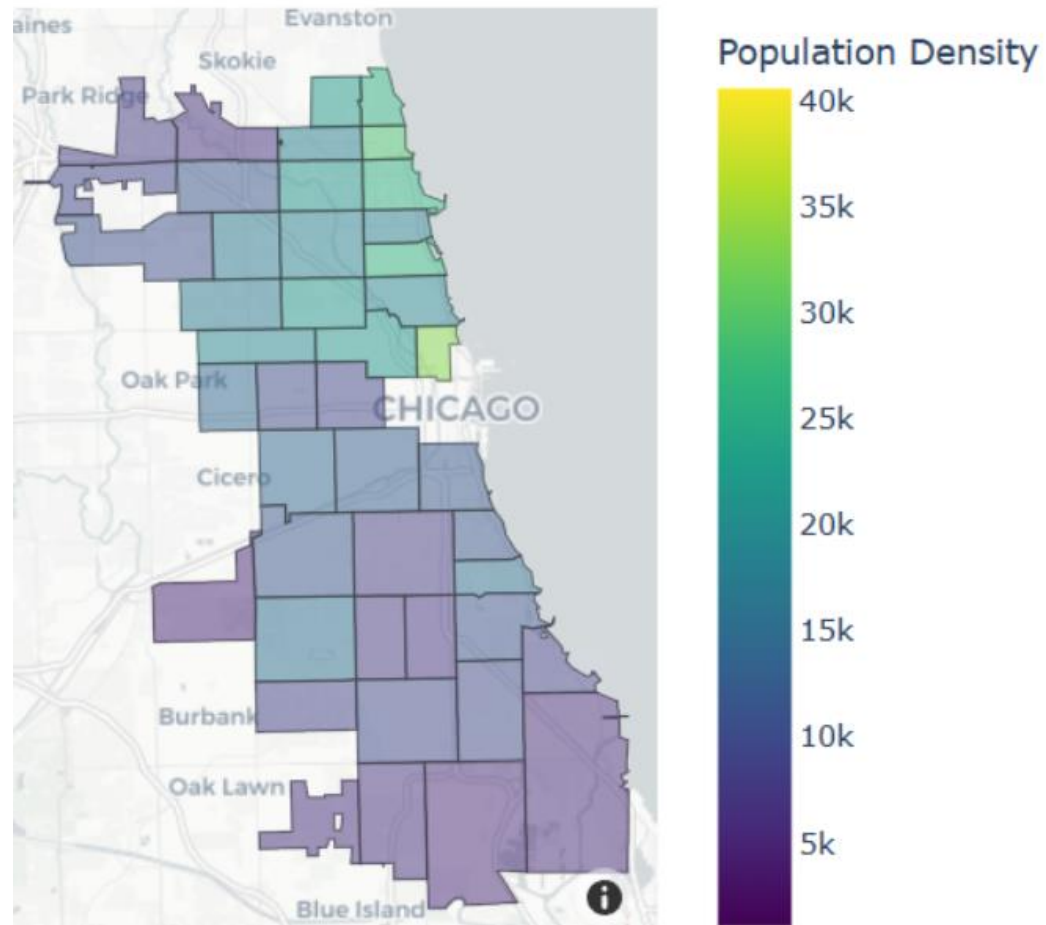 Evanston
aines
Skokie
Park Ridge
Oak Park
CHICAGO
Cicero
Burbank
Oak Lawn
Blue Island
i
Population Density
40k
35k
30k
25k
20k
15k
10k
5k